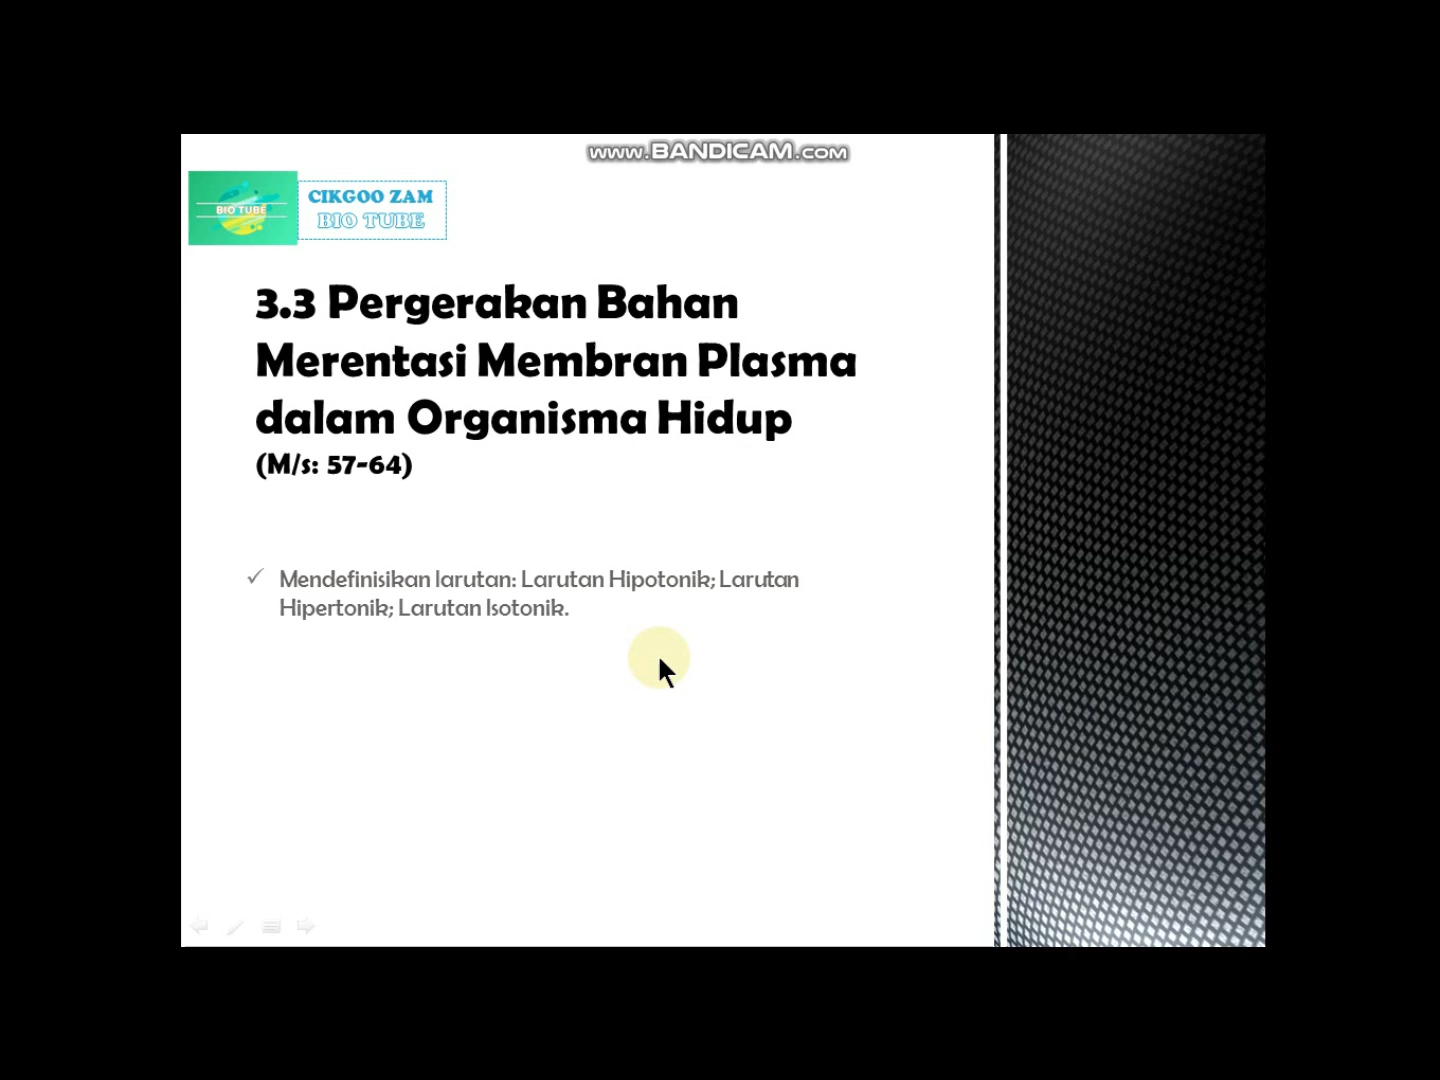 www.BANDICAM.com
BIO TUBE
CIKGOO ZAM
BIO TUBE
3.3 Pergerakan Bahan
Merentasi Membran Plasma
dalam Organisma Hidup
(M/s: 57-64)
✓ Mendefinisikan larutan: Larutan Hipotonik; Larutan
Hipertonik; Larutan Isotonik.